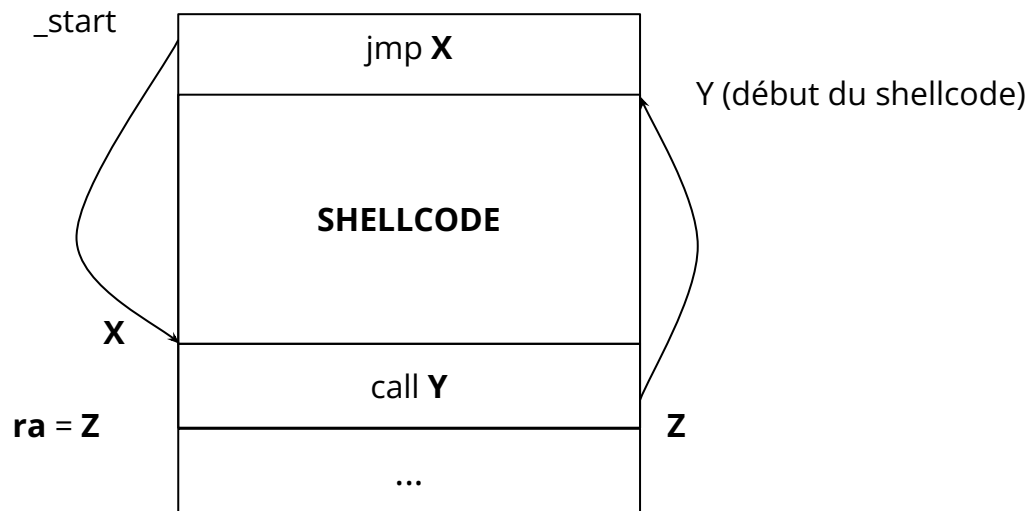 _start
jmp X
Y (début du shellcode)
SHELLCODE
X
call Y
ra = Z
Z
...